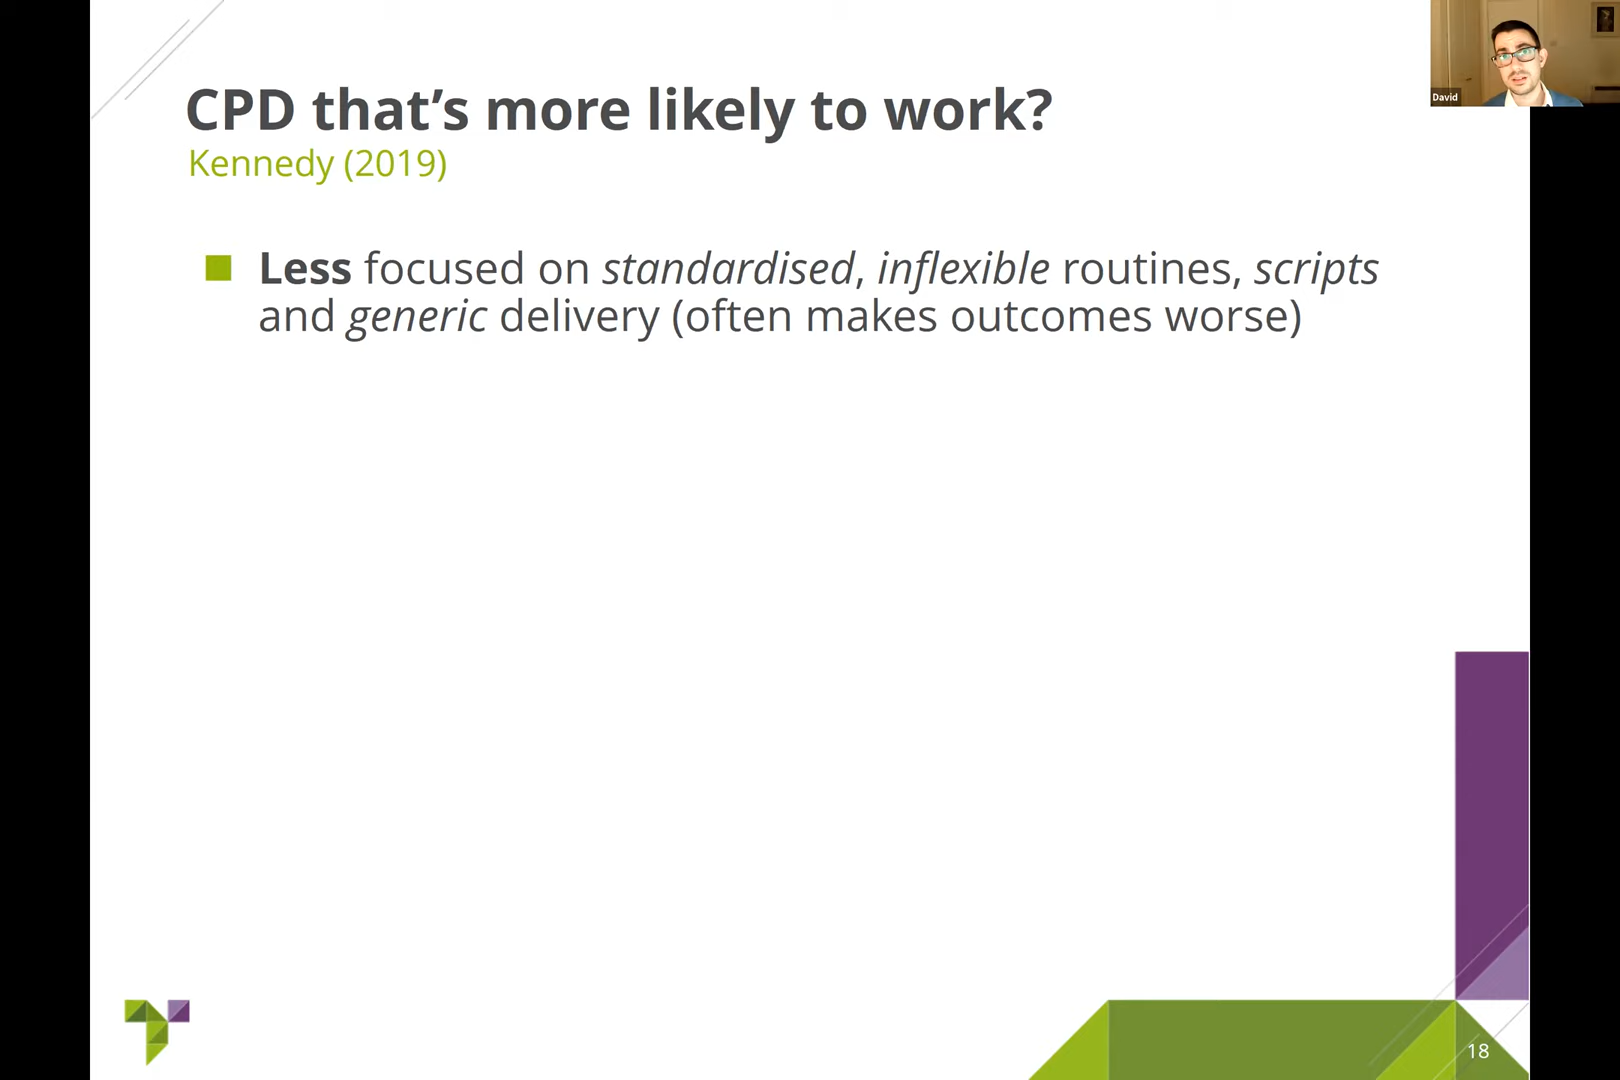 CPD that’s more likely to work?
Kennedy (2019)
Less focused on standardised, inflexible routines, scripts
and generic delivery (often makes outcomes worse)
David
18